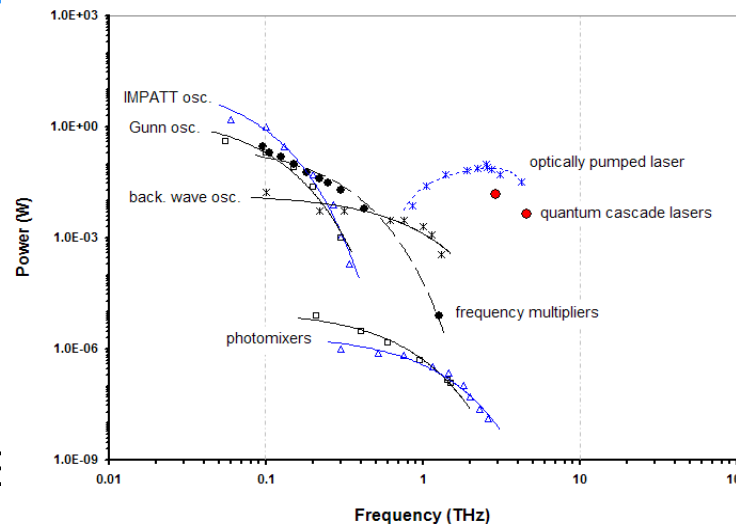 1.0E+03
IMPATT osc.
1.0E+00
Gunn osc.
optically pumped laser
back. wave osc.
quantum cascade lasers
1.0E-03
Power (W)
frequency multipliers
photomixers
1.0E-06
1.0E-09
0.01 0.1 1 10
Frequency (THz)